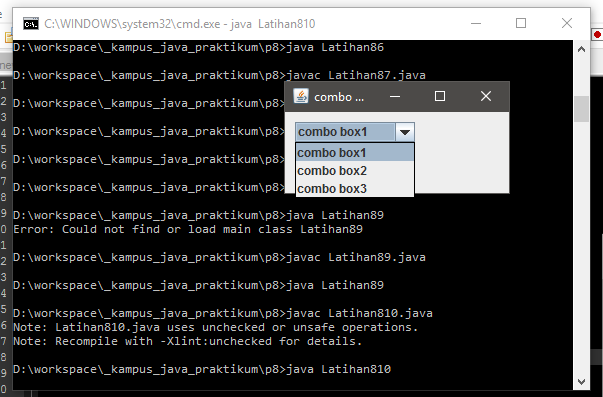 C:\WINDOWS\system32\cmd.exe - java  Latihan810
D:\workspace\_kampus_java_praktikum\p8>java Latihan86
D:\workspace\_kampus_java_praktikum\p8>javac Latihan87.java
D:\workspace\_kampus_java_praktikum\p8>
combo ...
D:\workspace\_kampus_java_praktikum\p8>
combo box1
combo box1
D:\workspace\_kampus_java_praktikum\p8>
combo box2
D:\workspace\_kampus_java_praktikum\p8>
combo box3
D:\workspace\_kampus_java_praktikum\p8>java Latihan89
Error: Could not find or load main class Latihan89
D:\workspace\_kampus_java_praktikum\p8>javac Latihan89.java
D:\workspace\_kampus_java_praktikum\p8>java Latihan89
D:\workspace\_kampus_java_praktikum\p8>javac Latihan810.java
Note: Latihan810.java uses unchecked or unsafe operations.
Note: Recompile with -Xlint:unchecked for details.
D:\workspace\_kampus_java_praktikum\p8>java Latihan810